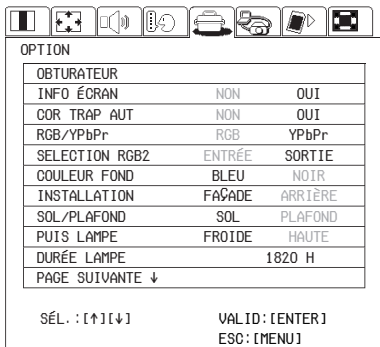 OPTION
OBTURATEUR
INFO ÉCRAN NON OUI
COR TRAP AUT NON OUI
RGB/YPbPr RGB YPbPr
SELECTION RGB2 ENTRÉE SORTIE
COULEUR FOND BLEU NOIR
INSTALLATION FAÇADE ARRIÈRE
SOL/PLAFOND SOL PLAFOND
PUIS LAMPE FROIDE HAUTE
DURÉE LAMPE 1820 H
PAGE SUIVANTE ↓
SÉL.:[↑][↓] VALID:[ENTER]
ESC:[MENU]